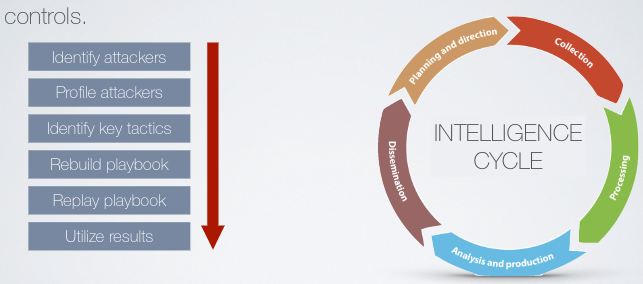 controls.
Identify attackers
Profile attackers
Identify key tactics
Rebuild playbook
Replay playbook
Utilize results
INTELLIGENCE
CYCLE
Planning and direction
Collection
Processing
Analysis and production
Dissemination